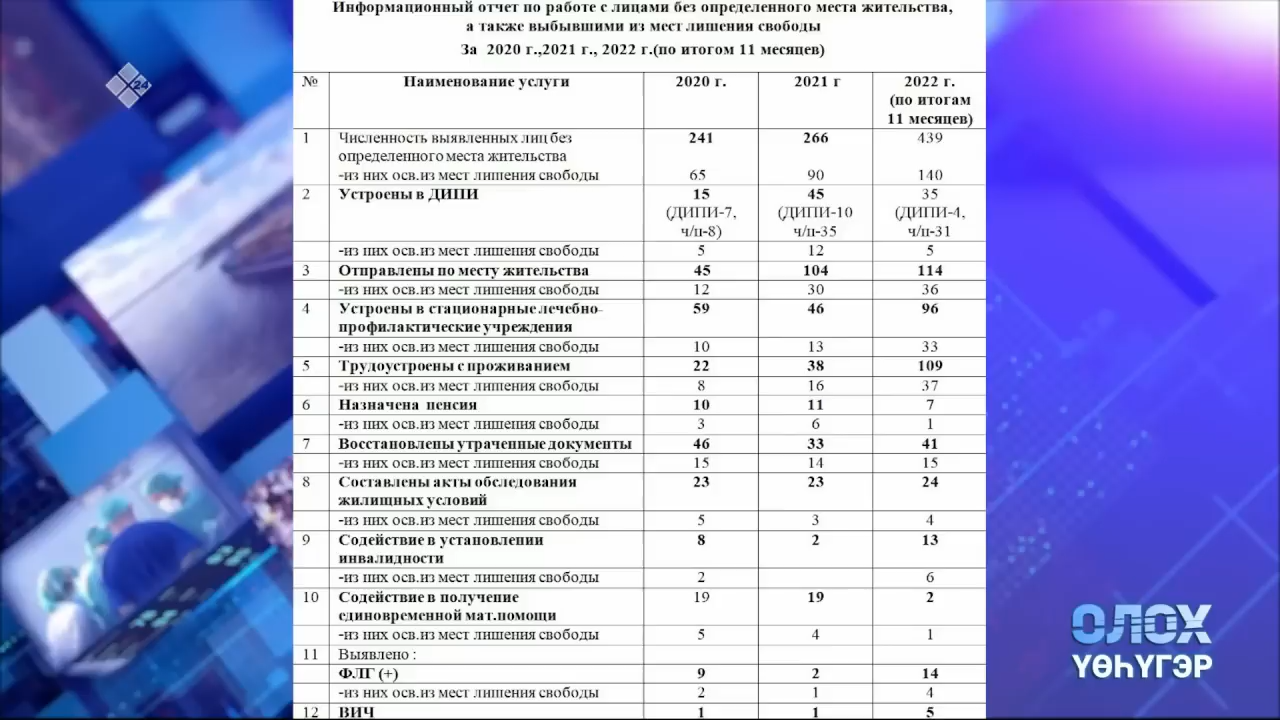 Информационный отчет по работе с лицами без определенного места жительства,
а также выбывшими из мест лишения свободы
За 2020 г.,2021 г., 2022 г.(по итогом 11 месяцев)
№ Наименование услуги 2020 г. 2021 г 2022 г.
(по итогам
11 месяцев)
1 Численность выявленных лиц без 241 266 439
определенного места жительства
-из них осв.из мест лишения свободы 65 90 140
2 Устроены в ДИПИ 15 45 35
(ДИПИ-7, (ДИПИ-10 (ДИПИ-4,
ч/п-8) ч/п-35 ч/п-31)
-из них осв.из мест лишения свободы 5 12 5
3 Отправлены по месту жительства 45 104 114
-из них осв.из мест лишения свободы 12 30 36
4 Устроены в стационарные лечебно- 59 46 96
профилактические учреждения
-из них осв.из мест лишения свободы 10 13 33
5 Трудоустроены с проживанием 22 38 109
-из них осв.из мест лишения свободы 8 16 37
6 Назначена пенсия 10 11 7
-из них осв.из мест лишения свободы 3 6 1
7 Восстановлены утраченные документы 46 33 41
-из них осв.из мест лишения свободы 15 14 15
8 Составлены акты обследования 23 23 24
жилищных условий
-из них осв.из мест лишения свободы 5 3 4
9 Содействие в установлении 8 2 13
инвалидности
-из них осв.из мест лишения свободы 2 6
10 Содействие в получение 19 19 2
единовременной мат.помощи
-из них осв.из мест лишения свободы 5 4 1
11 Выявлено :
ФЛГ (+) 9 2 14
-из них осв.из мест лишения свободы 2 1 4
12 ВИЧ 1 1 5
24
ОЛОХ
ҮӨҺҮГЭР